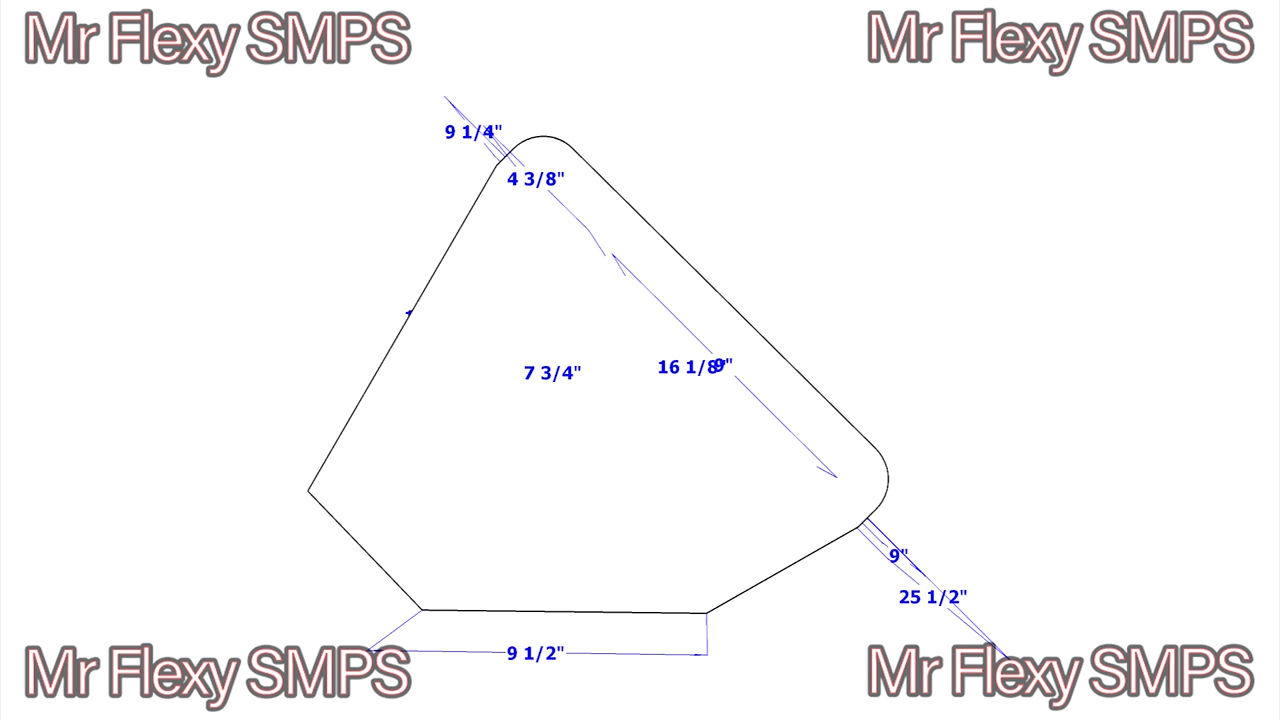 Mr Flexy SMPS
Mr Flexy SMPS
9 1/4"
4 3/8"
7 3/4"
16 1/8"
9"
9"
25 1/2"
9 1/2"
Mr Flexy SMPS
Mr Flexy SMPS